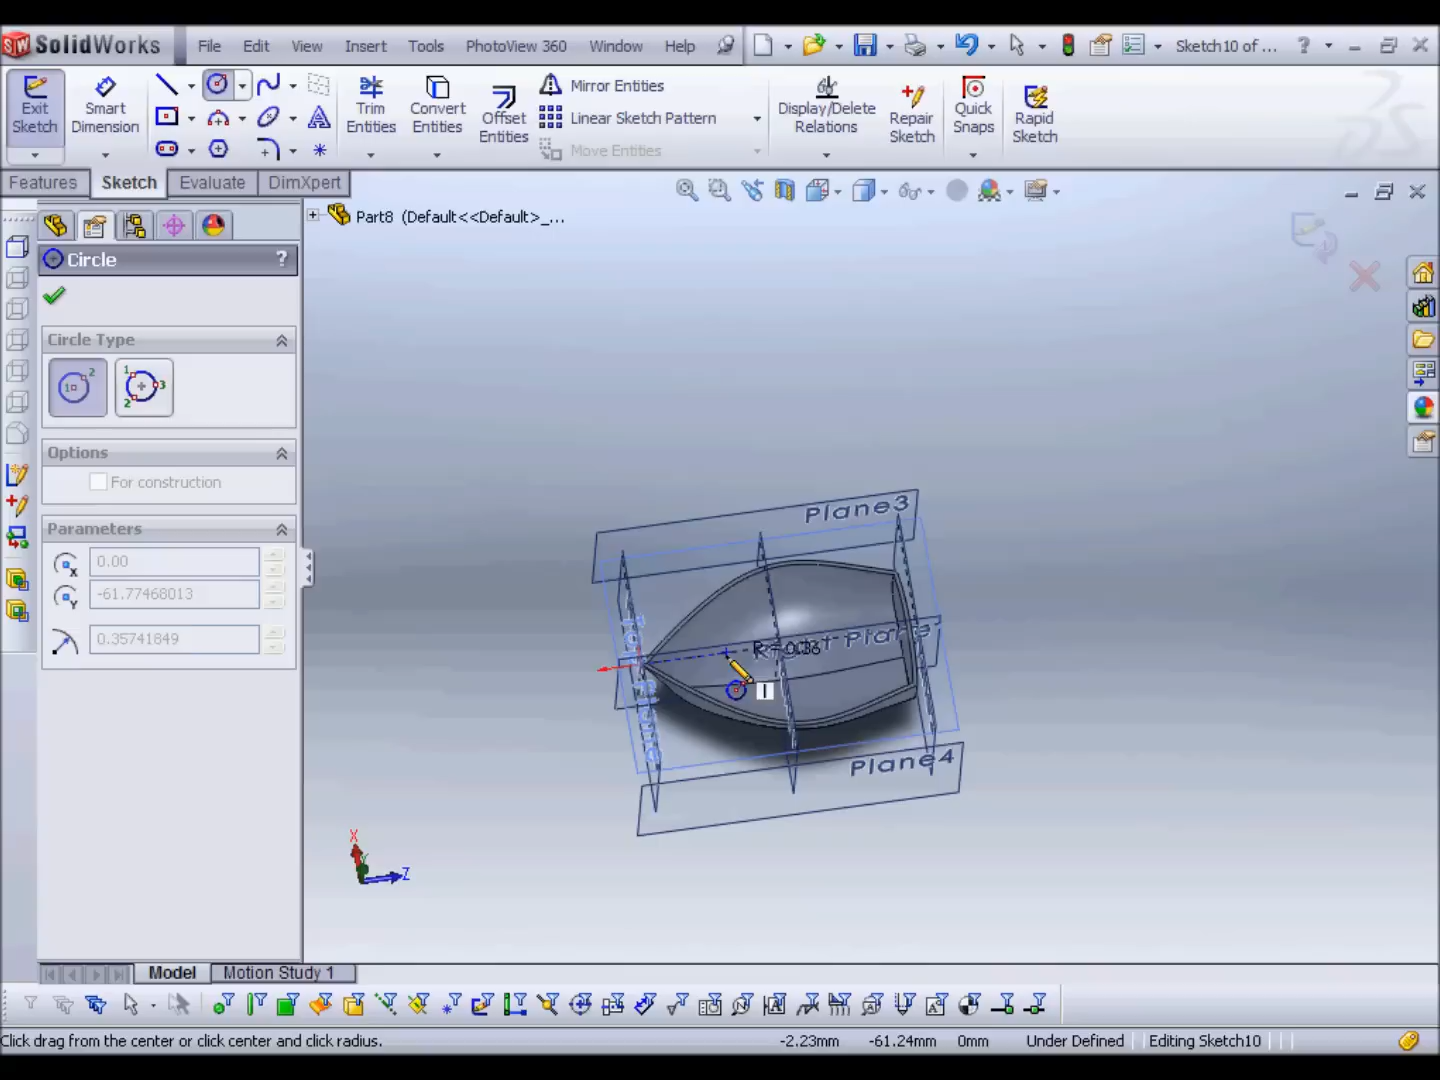 SolidWorks File Edit View Insert Tools PhotoView 360 Window Help Sketch10 of ... ?
Exit Sketch
Smart Dimension
Trim Entities
Convert Entities
Offset Entities
Mirror Entities
Linear Sketch Pattern
Move Entities
Display/Delete Relations
Repair Sketch
Quick Snaps
Rapid Sketch
Features Sketch Evaluate DimXpert
Part8 (Default<<Default>_...
Circle ?
Circle Type
Options
For construction
Parameters
0.00
-61.77468013
0.35741849
Plane3
Right Plane
R = 0.36
Plane4
X
Z
Model Motion Study 1
Click drag from the center or click center and click radius. -2.23mm -61.24mm 0mm Under Defined Editing Sketch10